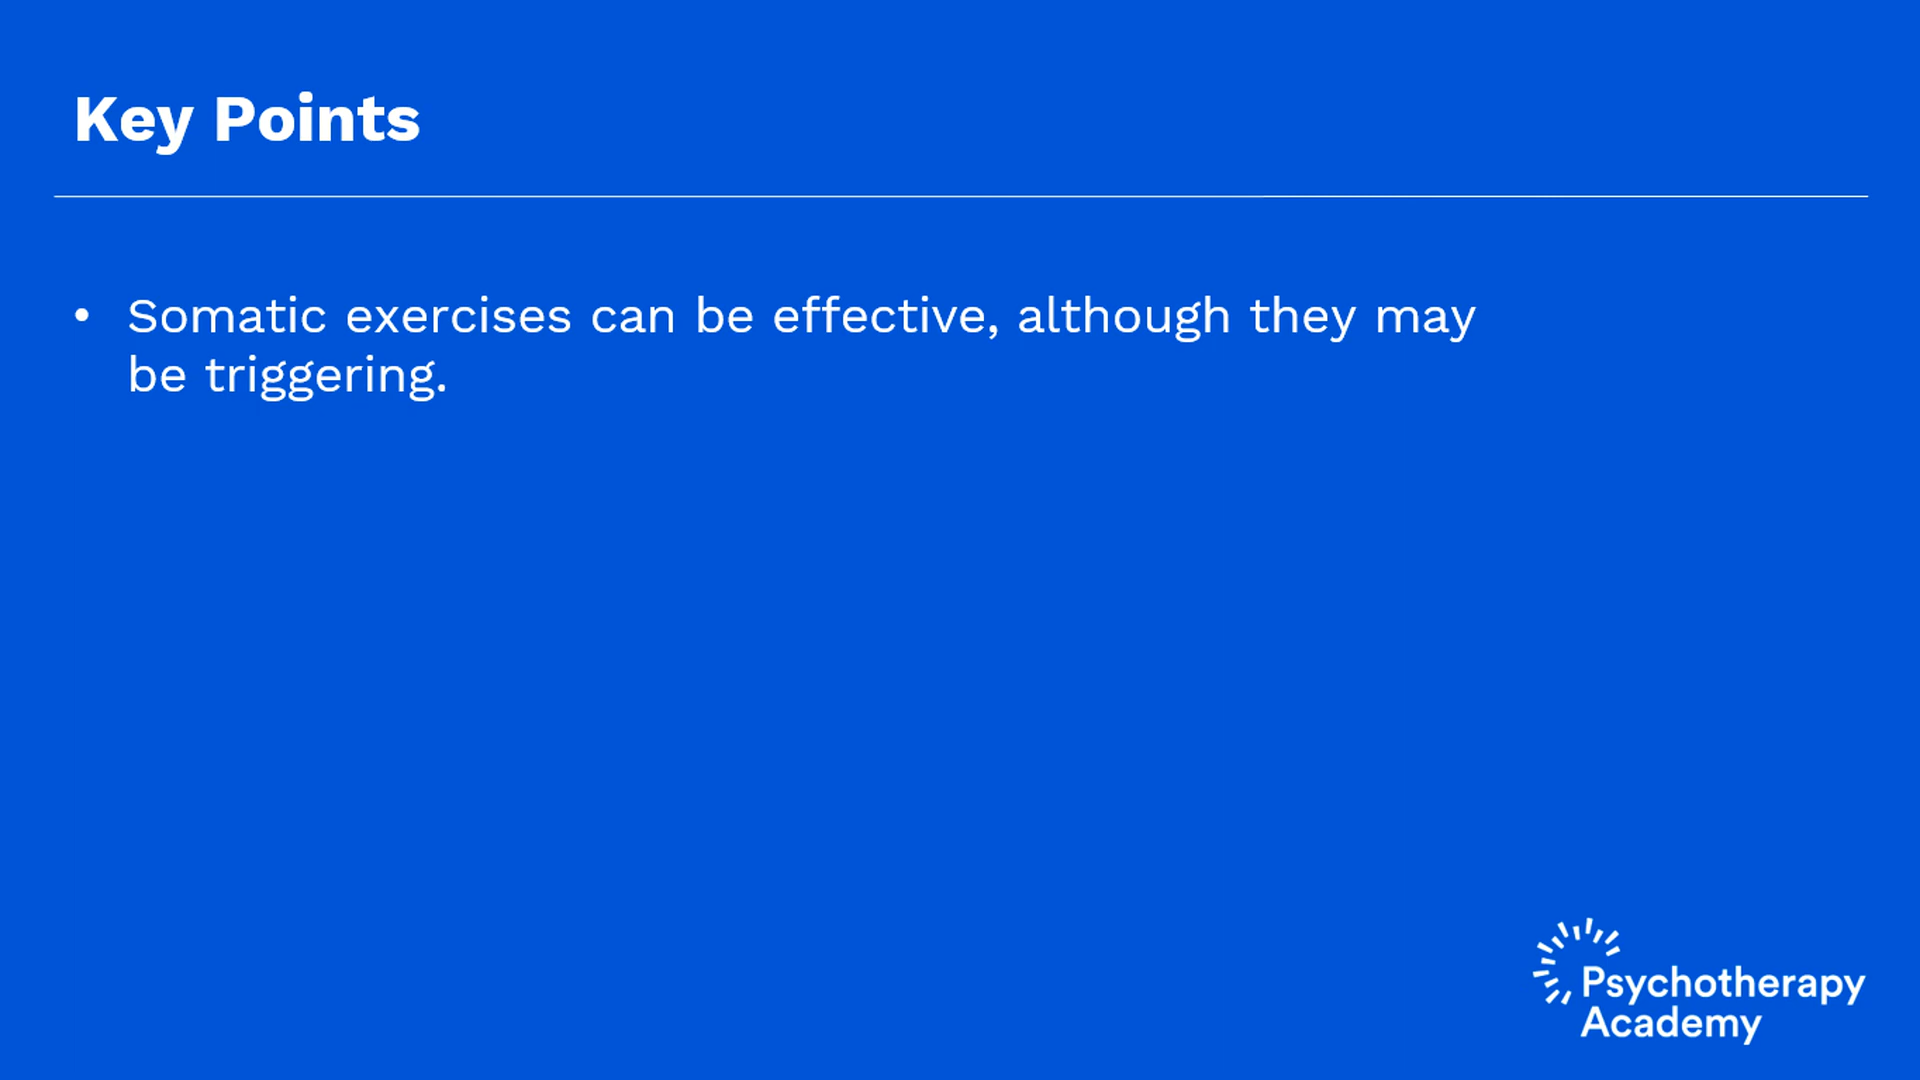 Key Points
• Somatic exercises can be effective, although they may
be triggering.
Psychotherapy
Academy